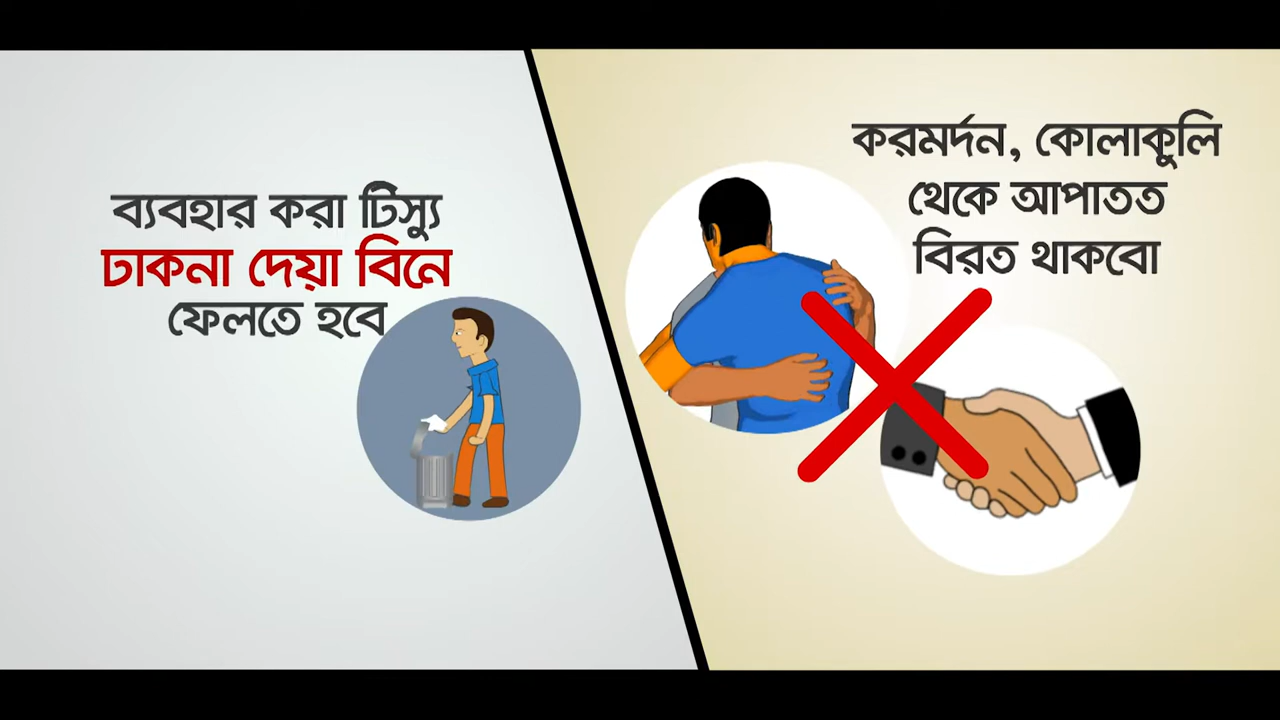 ব্যবহার করা টিস্যু
ঢাকনা দেয়া বিনে
ফেলতে হবে
করমর্দন, কোলাকুলি
থেকে আপাতত
বিরত থাকবো